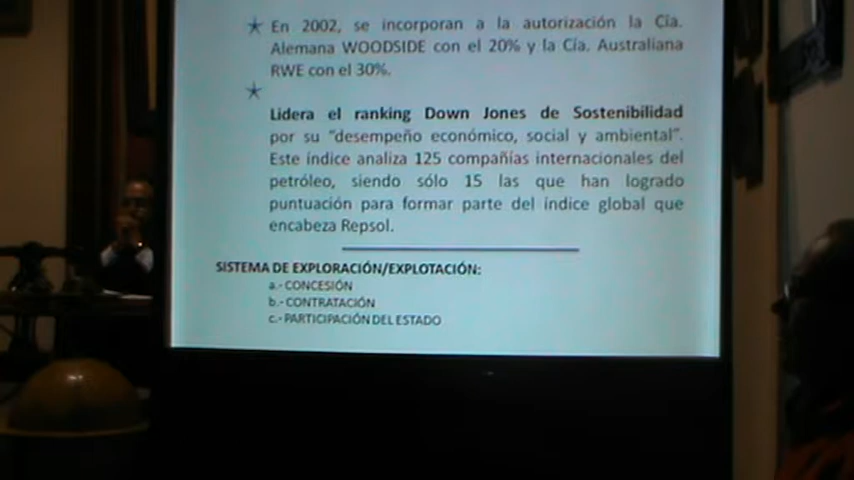 En 2002, se incorporan a la autorización la Cía.
Alemana WOODSIDE con el 20% y la Cía. Australiana
RWE con el 30%.
Lidera el ranking Down Jones de Sostenibilidad
por su "desempeño económico, social y ambiental".
Este índice analiza 125 compañías internacionales del
petróleo, siendo sólo 15 las que han logrado
puntuación para formar parte del índice global que
encabeza Repsol.
SISTEMA DE EXPLORACIÓN/EXPLOTACIÓN:
a.- CONCESIÓN
b.- CONTRATACIÓN
c.- PARTICIPACIÓN DEL ESTADO